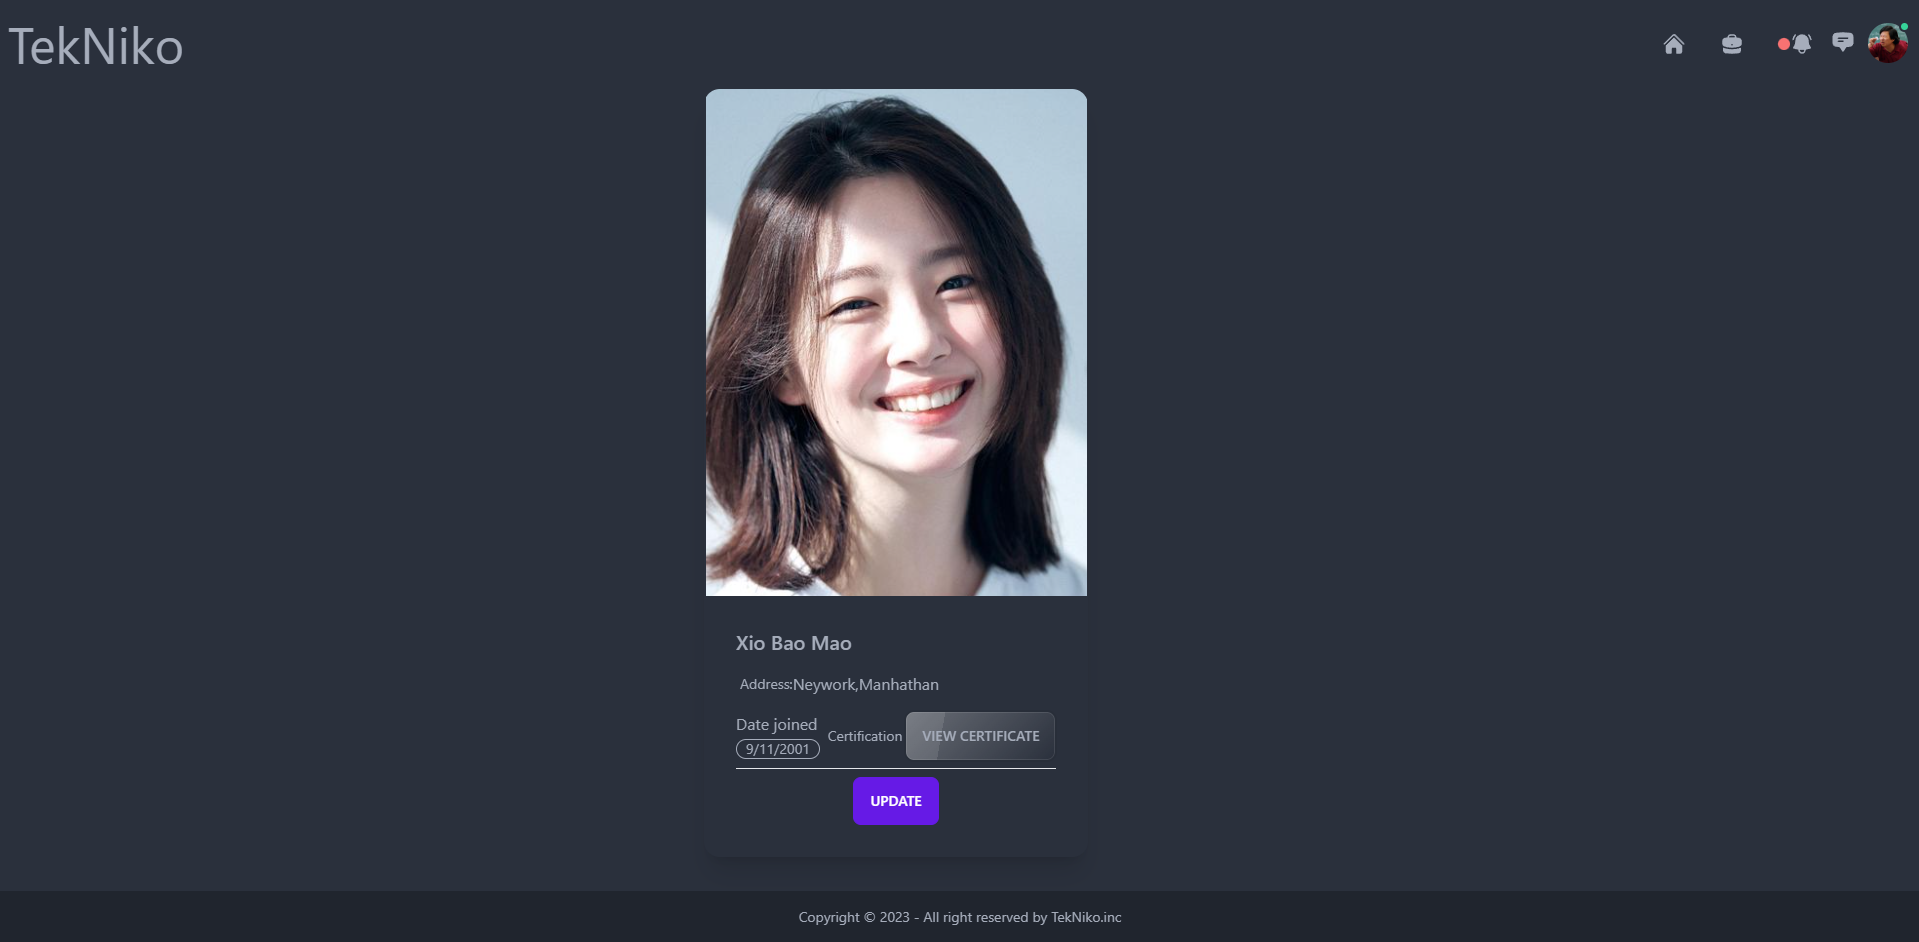 TekNiko
Xio Bao Mao
Address:Neywork,Manhathan
Date joined
9/11/2001
Certification
VIEW CERTIFICATE
UPDATE
Copyright © 2023 - All right reserved by TekNiko.inc